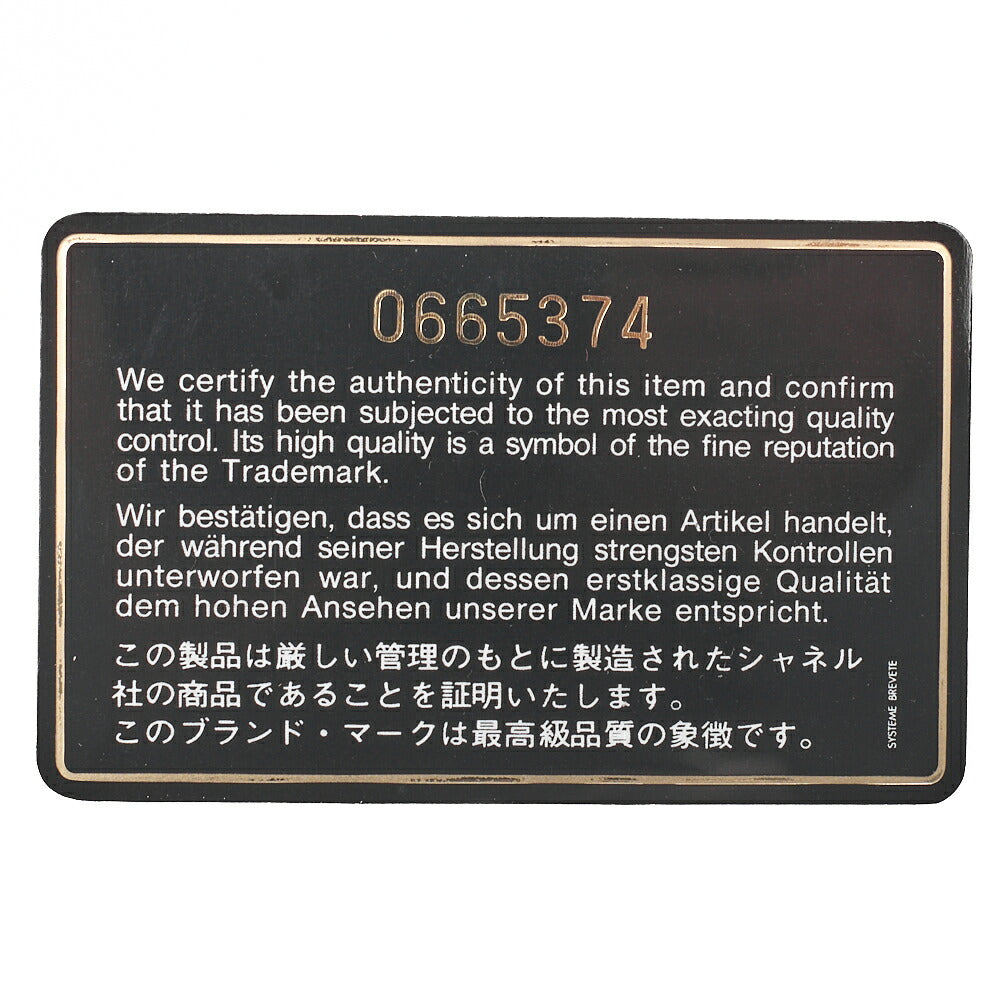 0665374
We certify the authenticity of this item and confirm
that it has been subjected to the most exacting quality
control. Its high quality is a symbol of the fine reputation
of the Trademark.
Wir bestätigen, dass es sich um einen Artikel handelt,
der während seiner Herstellung strengsten Kontrollen
unterworfen war, und dessen erstklassige Qualität
dem hohen Ansehen unserer Marke entspricht.
この製品は厳しい管理のもとに製造されたシャネル
社の商品であることを証明いたします。
このブランド・マークは最高級品質の象徴です。
SYSTEME BREVETE